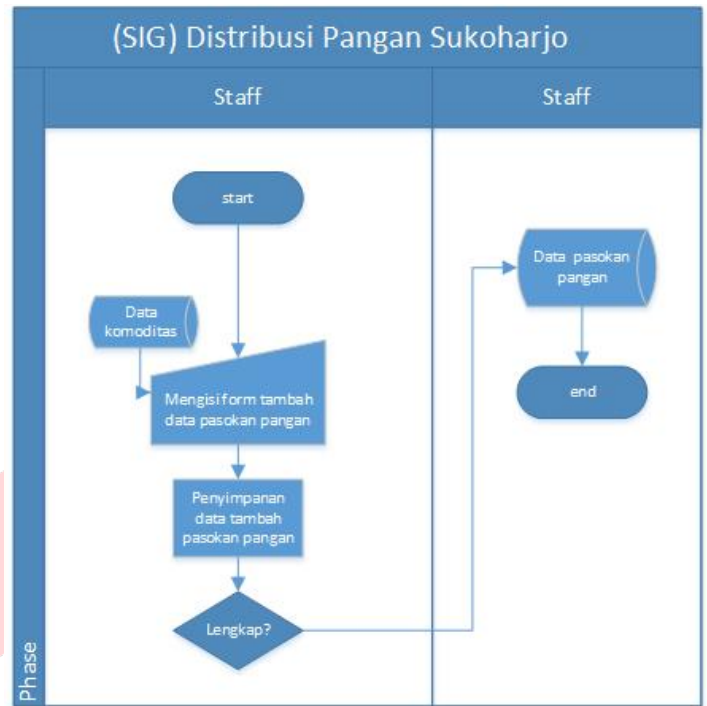 (SIG) Distribusi Pangan Sukoharjo
Staff
Staff
start
Data
komoditas
Mengisi form tambah
data pasokan pangan
Penyimpanan
data tambah
pasokan pangan
Lengkap?
Data pasokan
pangan
end
Phase